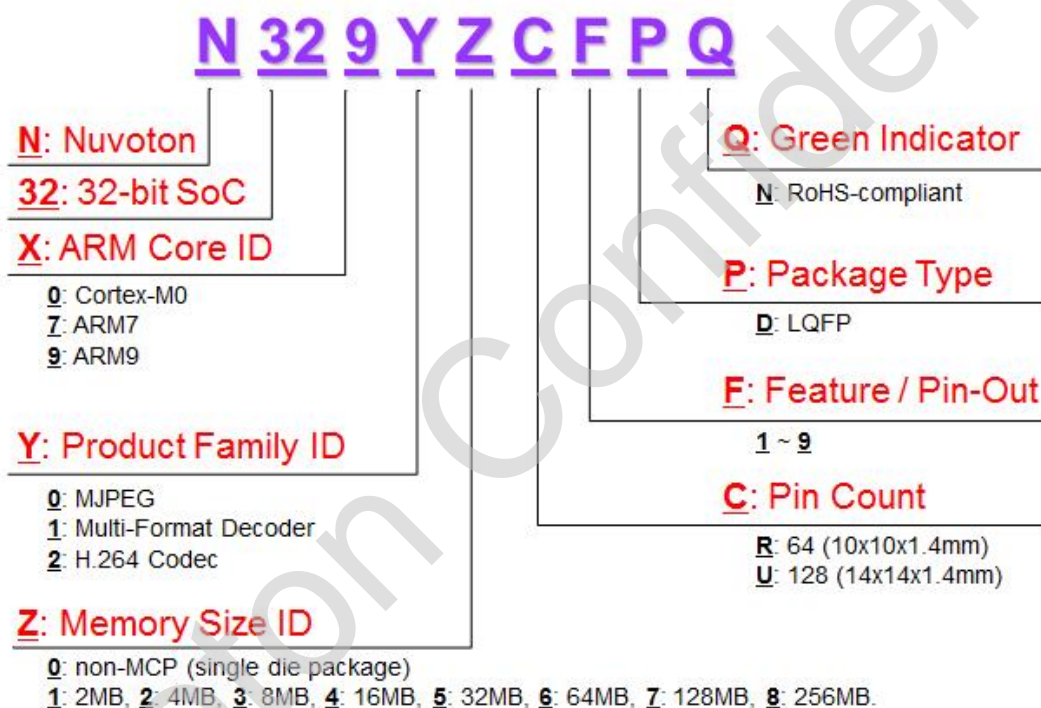 N 32 9 Y Z C F P Q
N: Nuvoton
32: 32-bit SoC
X: ARM Core ID
0: Cortex-M0
7: ARM7
9: ARM9
Y: Product Family ID
0: MJPEG
1: Multi-Format Decoder
2: H.264 Codec
Z: Memory Size ID
0: non-MCP (single die package)
1: 2MB, 2: 4MB, 3: 8MB, 4: 16MB, 5: 32MB, 6: 64MB, 7: 128MB, 8: 256MB.
Q: Green Indicator
N: RoHS-compliant
P: Package Type
D: LQFP
F: Feature / Pin-Out
1 ~ 9
C: Pin Count
R: 64 (10x10x1.4mm)
U: 128 (14x14x1.4mm)